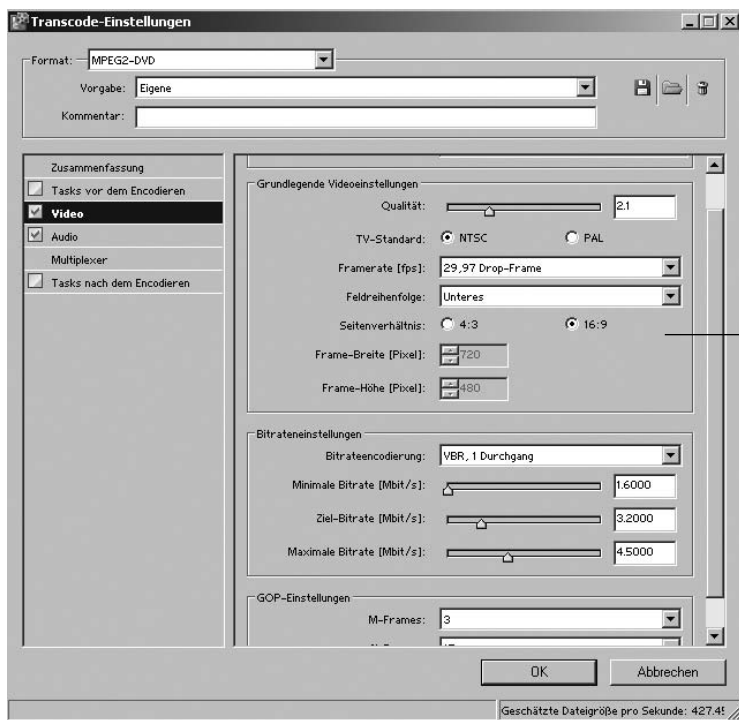 Transcode-Einstellungen
Format: MPEG2-DVD
Vorgabe: Eigene
Kommentar:
Zusammenfassung
Tasks vor dem Encodieren
Video
Audio
Multiplexer
Tasks nach dem Encodieren
Grundlegende Videoeinstellungen
Qualität: 2.1
TV-Standard: NTSC PAL
Framerate [fps]: 29,97 Drop-Frame
Feldreihenfolge: Unteres
Seitenverhältnis: 4:3 16:9
Frame-Breite [Pixel]: 720
Frame-Höhe [Pixel]: 480
Bitrateneinstellungen
Bitrateencodierung: VBR, 1 Durchgang
Minimale Bitrate [Mbit/s]: 1.6000
Ziel-Bitrate [Mbit/s]: 3.2000
Maximale Bitrate [Mbit/s]: 4.5000
GOP-Einstellungen
M-Frames: 3
OK Abbrechen
Geschätzte Dateigröße pro Sekunde: